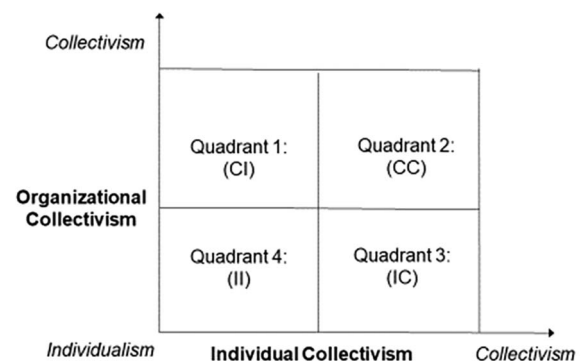 Collectivism
Quadrant 1:
(CI)
Quadrant 2:
(CC)
Organizational
Collectivism
Quadrant 4:
(II)
Quadrant 3:
(IC)
Individualism
Individual Collectivism
Collectivism